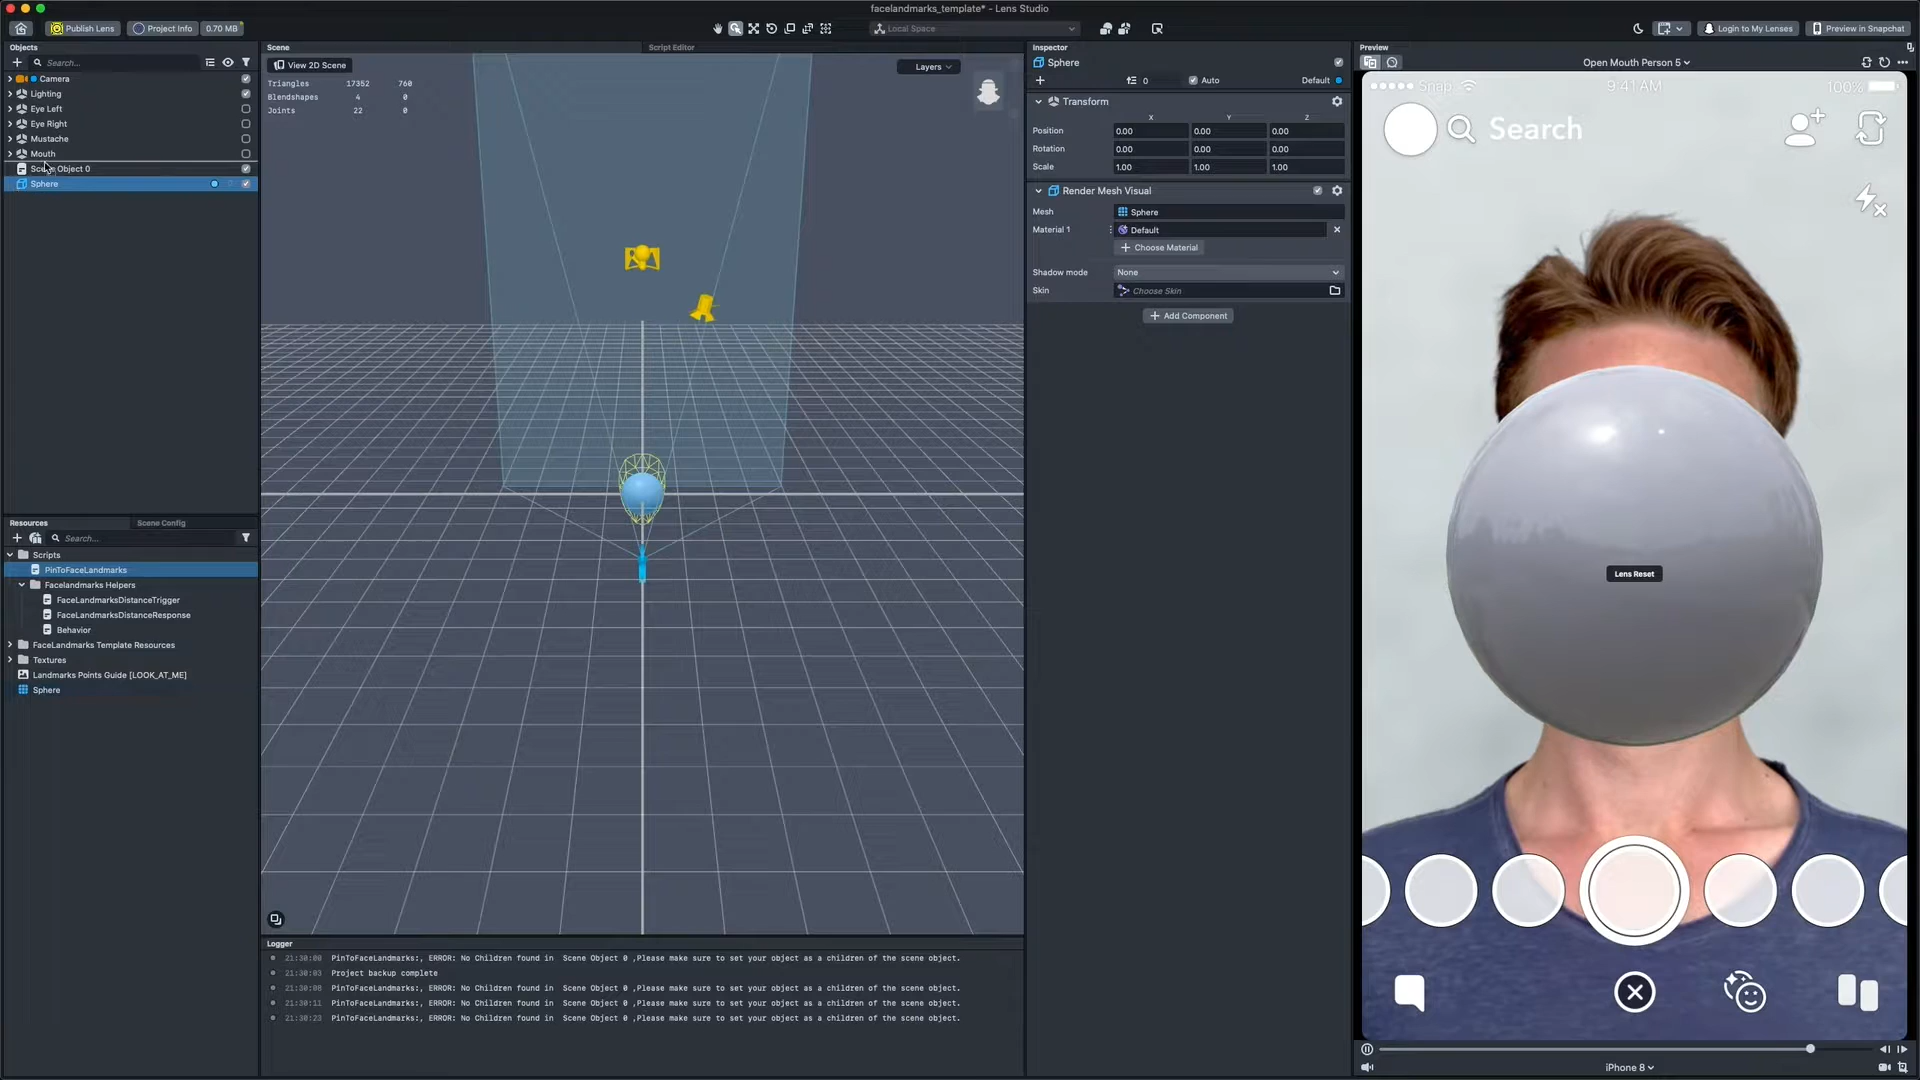 facelandmarks_template* - Lens Studio
Publish Lens
Project Info
0.70 MB
Local Space
Login to My Lenses
Preview in Snapchat
Objects
Search...
Camera
Lighting
Eye Left
Eye Right
Mustache
Mouth
Scene Object 0
Sphere
Resources
Scene Config
Search...
Scripts
PinToFaceLandmarks
Facelandmarks Helpers
FaceLandmarksDistanceTrigger
FaceLandmarksDistanceResponse
Behavior
FaceLandmarks Template Resources
Textures
Landmarks Points Guide [LOOK_AT_ME]
Sphere
Scene
Script Editor
View 2D Scene
Layers
Triangles 17352 760
Blendshapes 4 0
Joints 22 0
Logger
21:30:00 PinToFaceLandmarks:, ERROR: No Children found in Scene Object 0 ,Please make sure to set your object as a children of the scene object.
21:30:03 Project backup complete
21:30:08 PinToFaceLandmarks:, ERROR: No Children found in Scene Object 0 ,Please make sure to set your object as a children of the scene object.
21:30:11 PinToFaceLandmarks:, ERROR: No Children found in Scene Object 0 ,Please make sure to set your object as a children of the scene object.
21:30:23 PinToFaceLandmarks:, ERROR: No Children found in Scene Object 0 ,Please make sure to set your object as a children of the scene object.
Inspector
Sphere
0 Auto Default
Transform
X Y Z
Position 0.00 0.00 0.00
Rotation 0.00 0.00 0.00
Scale 1.00 1.00 1.00
Render Mesh Visual
Mesh Sphere
Material 1 Default
+ Choose Material
Shadow mode None
Skin Choose Skin
+ Add Component
Preview
Open Mouth Person 5
Snap 9:41 AM 100%
Search
Lens Reset
iPhone 8